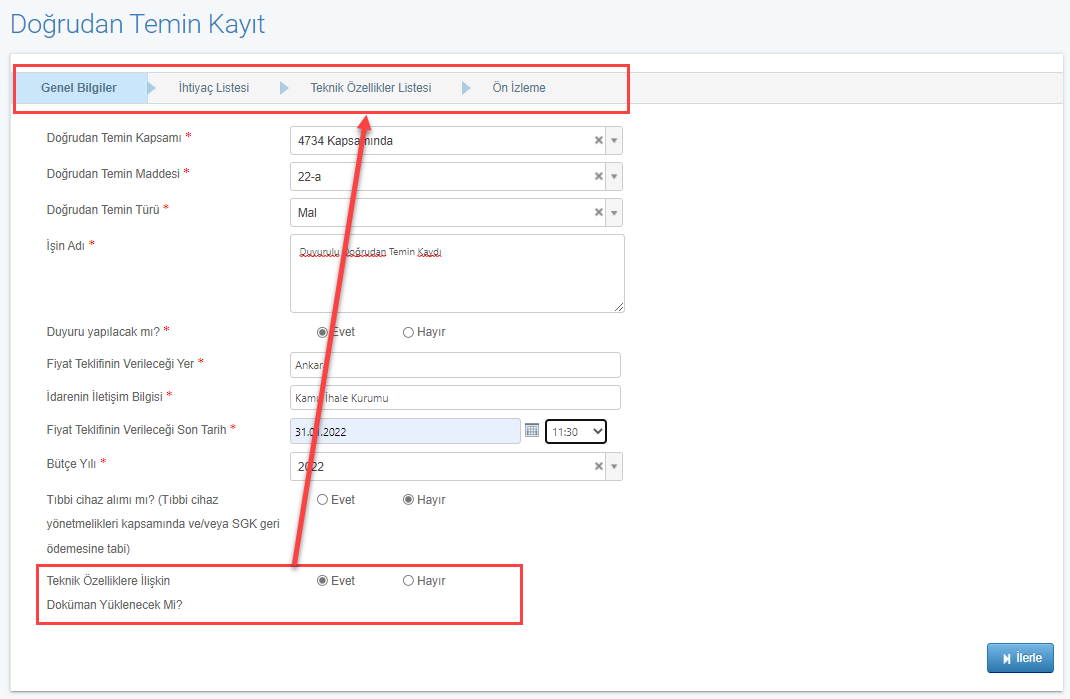 Doğrudan Temin Kayıt
Genel Bilgiler İhtiyaç Listesi Teknik Özellikler Listesi Ön İzleme
Doğrudan Temin Kapsamı * 4734 Kapsamında
Doğrudan Temin Maddesi * 22-a
Doğrudan Temin Türü * Mal
İşin Adı * Duyurulu Doğrudan Temin Kaydı
Duyuru yapılacak mı? * Evet Hayır
Fiyat Teklifinin Verileceği Yer * Ankara
İdarenin İletişim Bilgisi * Kamu İhale Kurumu
Fiyat Teklifinin Verileceği Son Tarih * 31.01.2022 11:30
Bütçe Yılı * 2022
Tıbbi cihaz alımı mı? (Tıbbi cihaz Evet Hayır
yönetmelikleri kapsamında ve/veya SGK geri
ödemesine tabi)
Teknik Özelliklere İlişkin Evet Hayır
Doküman Yüklenecek Mi?
İlerle